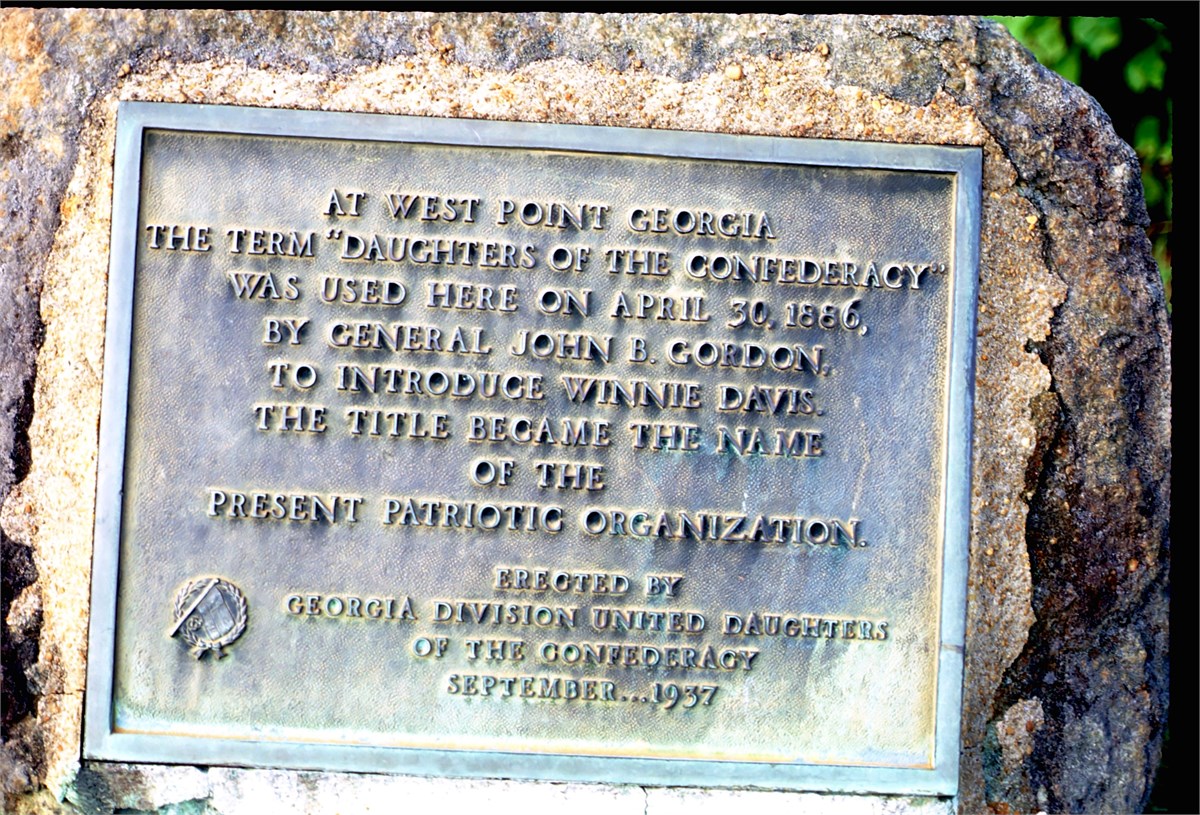 AT WEST POINT GEORGIA
THE TERM "DAUGHTERS OF THE CONFEDERACY"
WAS USED HERE ON APRIL 30, 1886,
BY GENERAL JOHN B. GORDON,
TO INTRODUCE WINNIE DAVIS.
THE TITLE BECAME THE NAME
OF THE
PRESENT PATRIOTIC ORGANIZATION.
ERECTED BY
GEORGIA DIVISION UNITED DAUGHTERS
OF THE CONFEDERACY
SEPTEMBER...1937